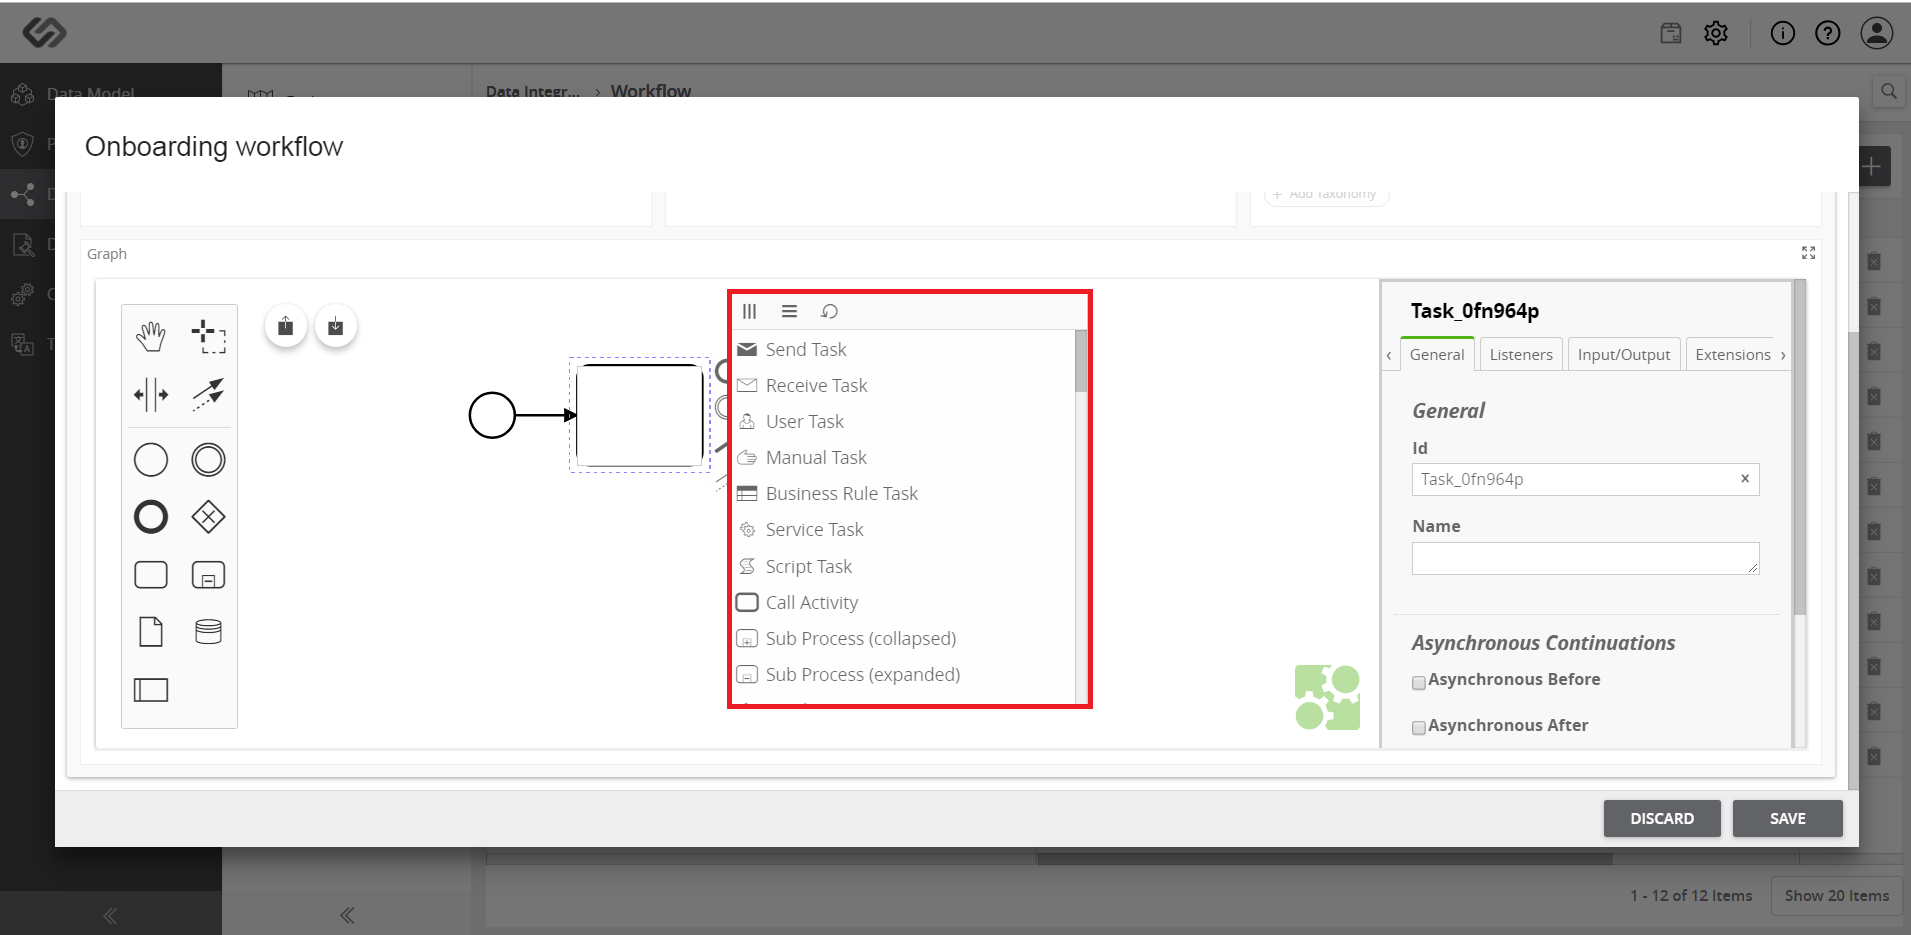 Data Model
Data Integr... › Workflow
Onboarding workflow
+ Add Taxonomy
Graph
Send Task
Receive Task
User Task
Manual Task
Business Rule Task
Service Task
Script Task
Call Activity
Sub Process (collapsed)
Sub Process (expanded)
Task_0fn964p
General Listeners Input/Output Extensions
General
Id
Task_0fn964p
Name
Asynchronous Continuations
Asynchronous Before
Asynchronous After
DISCARD SAVE
1 - 12 of 12 Items Show 20 Items